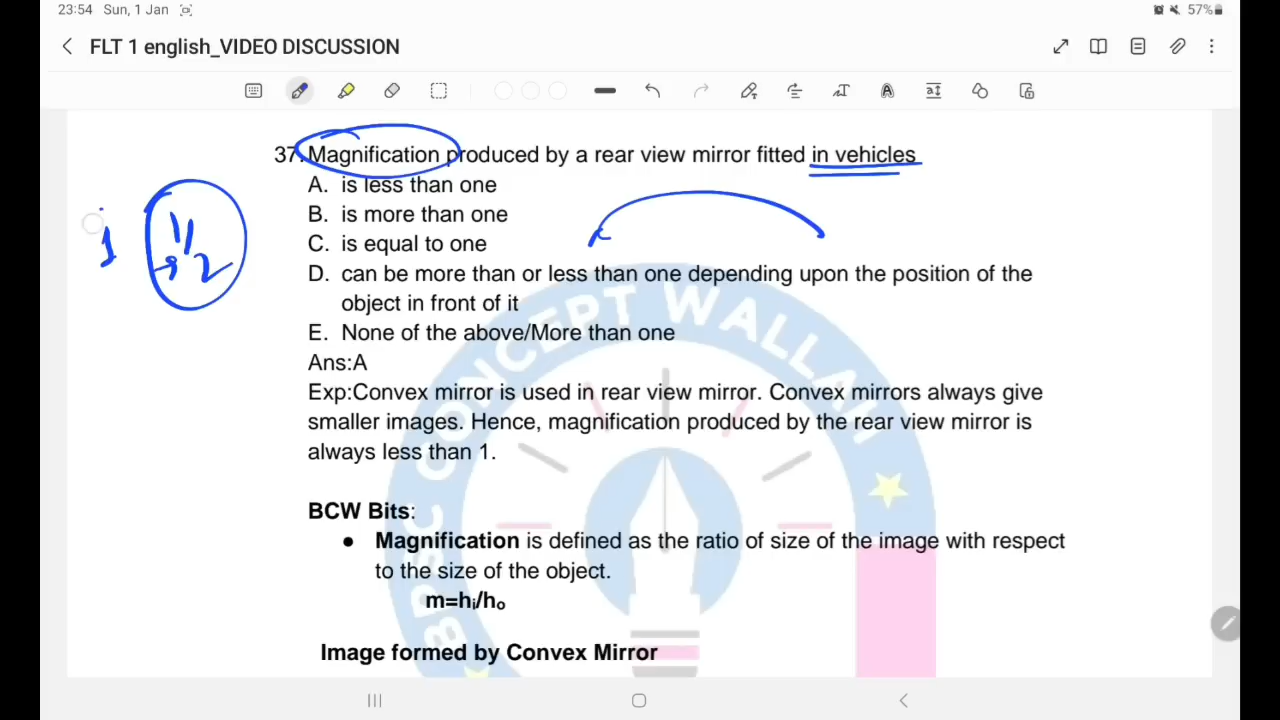 23:54 Sun, 1 Jan 57%
FLT 1 english_VIDEO DISCUSSION
37. Magnification produced by a rear view mirror fitted in vehicles
A. is less than one
B. is more than one
C. is equal to one
D. can be more than or less than one depending upon the position of the
object in front of it
E. None of the above/More than one
Ans:A
Exp:Convex mirror is used in rear view mirror. Convex mirrors always give
smaller images. Hence, magnification produced by the rear view mirror is
always less than 1.
BCW Bits:
● Magnification is defined as the ratio of size of the image with respect
to the size of the object.
m=hᵢ/hₒ
Image formed by Convex Mirror
BPSC CONCEPT WALLAH